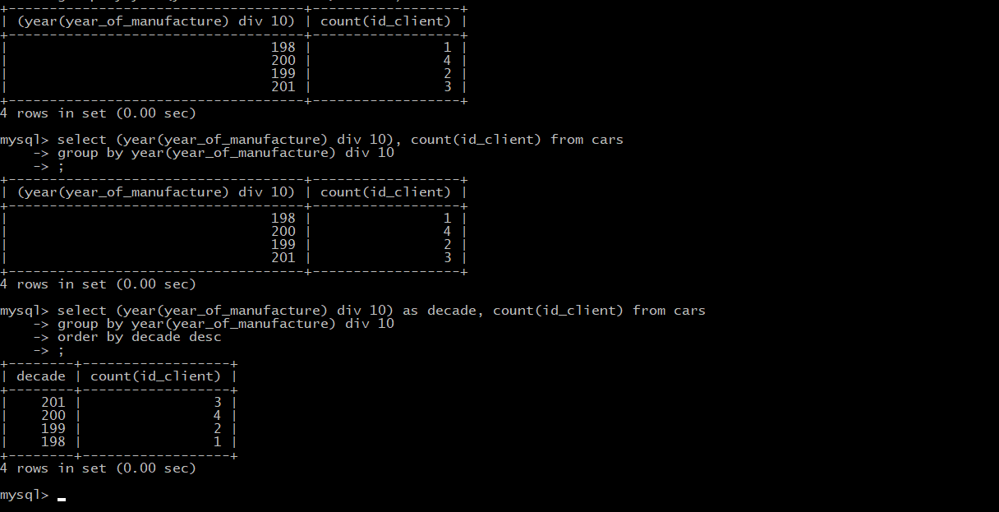 +------------------------------------+------------------+
| (year(year_of_manufacture) div 10) | count(id_client) |
+------------------------------------+------------------+
|                                198 |                1 |
|                                200 |                4 |
|                                199 |                2 |
|                                201 |                3 |
+------------------------------------+------------------+
4 rows in set (0.00 sec)

mysql> select (year(year_of_manufacture) div 10), count(id_client) from cars
    -> group by year(year_of_manufacture) div 10
    -> ;
+------------------------------------+------------------+
| (year(year_of_manufacture) div 10) | count(id_client) |
+------------------------------------+------------------+
|                                198 |                1 |
|                                200 |                4 |
|                                199 |                2 |
|                                201 |                3 |
+------------------------------------+------------------+
4 rows in set (0.00 sec)

mysql> select (year(year_of_manufacture) div 10) as decade, count(id_client) from cars
    -> group by year(year_of_manufacture) div 10
    -> order by decade desc
    -> ;
+--------+------------------+
| decade | count(id_client) |
+--------+------------------+
|    201 |                3 |
|    200 |                4 |
|    199 |                2 |
|    198 |                1 |
+--------+------------------+
4 rows in set (0.00 sec)

mysql> _